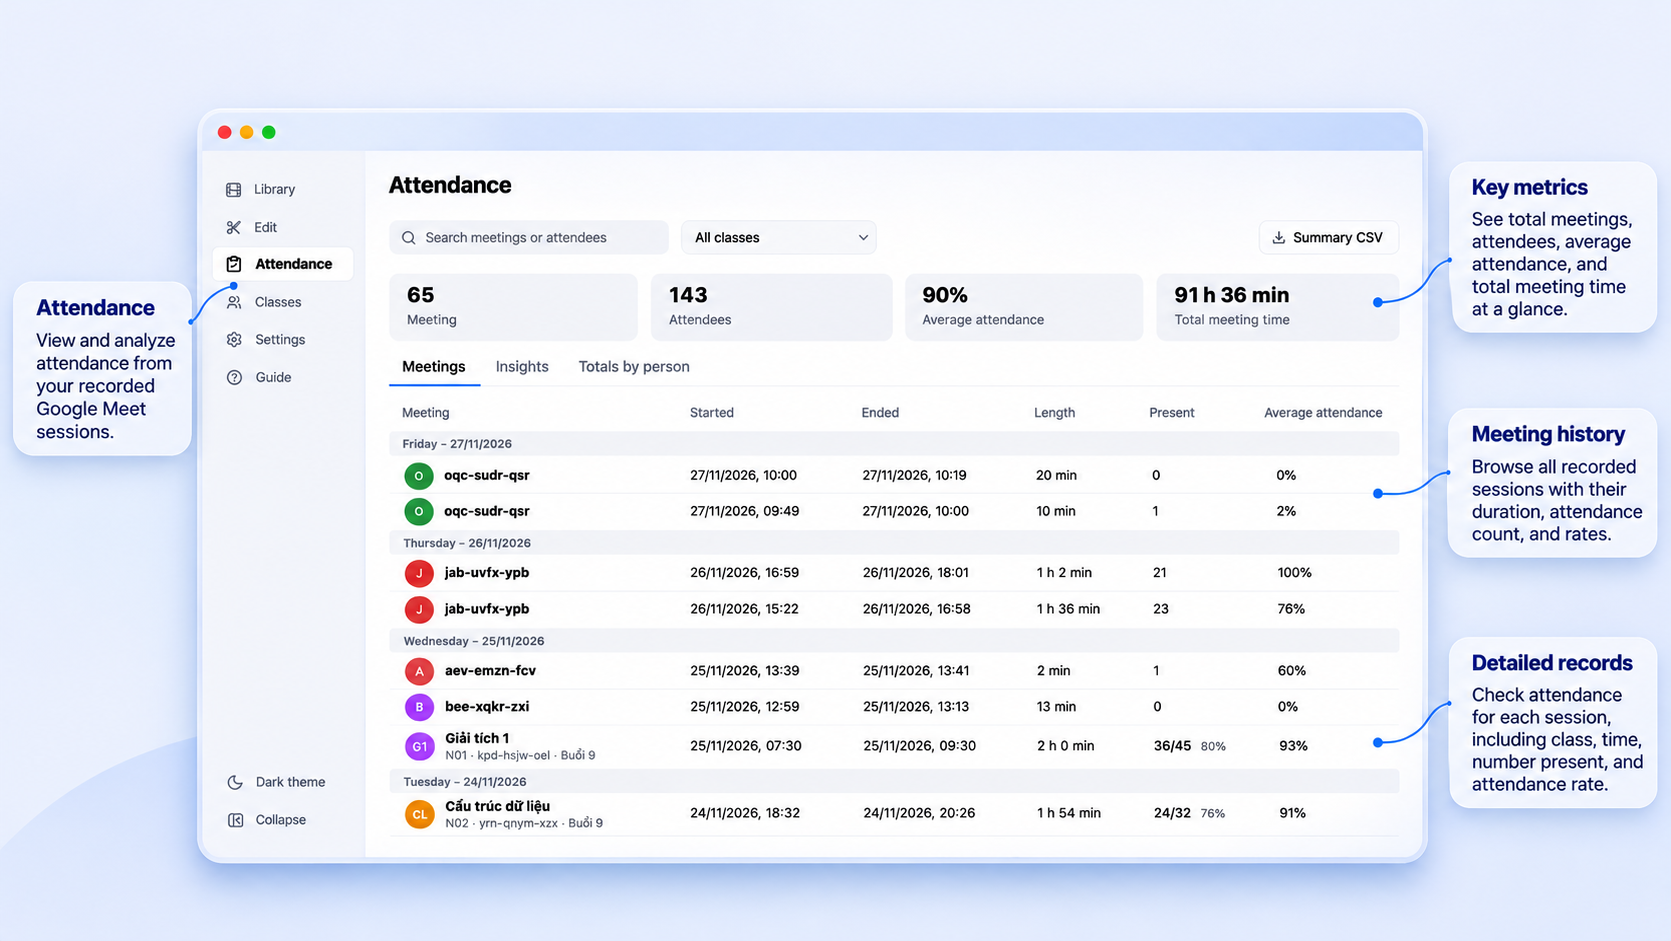 Attendance
View and analyze
attendance from
your recorded
Google Meet
sessions.
Library
Edit
Attendance
Classes
Settings
Guide
Dark theme
Collapse
Attendance
Search meetings or attendees
All classes
Summary CSV
65
Meeting
143
Attendees
90%
Average attendance
91 h 36 min
Total meeting time
Meetings Insights Totals by person
Meeting Started Ended Length Present Average attendance
Friday – 27/11/2026
O oqc-sudr-qsr 27/11/2026, 10:00 27/11/2026, 10:19 20 min 0 0%
O oqc-sudr-qsr 27/11/2026, 09:49 27/11/2026, 10:00 10 min 1 2%
Thursday – 26/11/2026
J jab-uvfx-ypb 26/11/2026, 16:59 26/11/2026, 18:01 1 h 2 min 21 100%
J jab-uvfx-ypb 26/11/2026, 15:22 26/11/2026, 16:58 1 h 36 min 23 76%
Wednesday – 25/11/2026
A aev-emzn-fcv 25/11/2026, 13:39 25/11/2026, 13:41 2 min 1 60%
B bee-xqkr-zxi 25/11/2026, 12:59 25/11/2026, 13:13 13 min 0 0%
G1 Giải tích 1 25/11/2026, 07:30 25/11/2026, 09:30 2 h 0 min 36/45 80% 93%
N01 · kpd-hsjw-oel · Buổi 9
Tuesday – 24/11/2026
CL Cấu trúc dữ liệu 24/11/2026, 18:32 24/11/2026, 20:26 1 h 54 min 24/32 76% 91%
N02 · yrn-qnym-xzx · Buổi 9
Key metrics
See total meetings,
attendees, average
attendance, and
total meeting time
at a glance.
Meeting history
Browse all recorded
sessions with their
duration, attendance
count, and rates.
Detailed records
Check attendance
for each session,
including class, time,
number present, and
attendance rate.